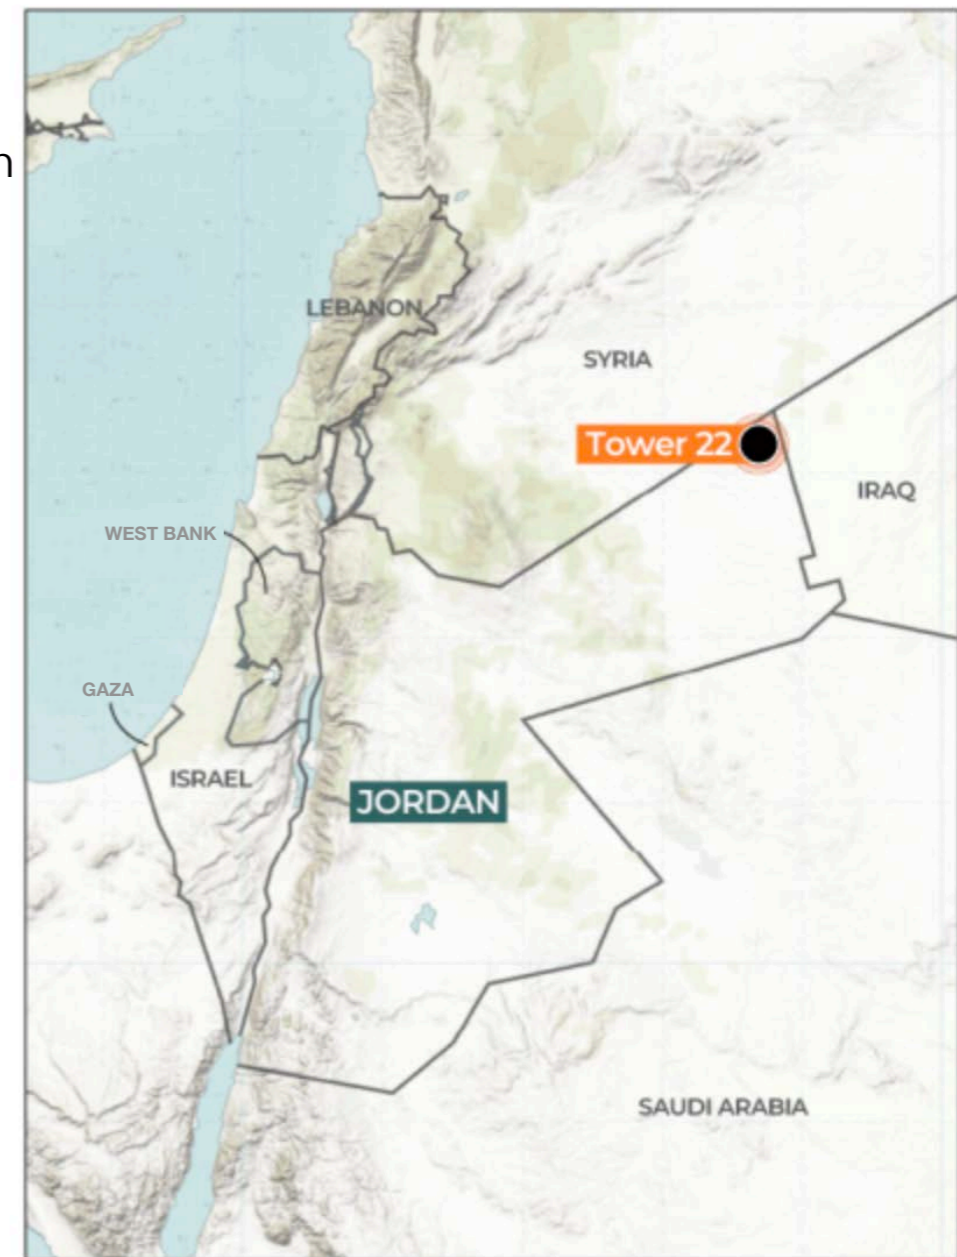 n
LEBANON
SYRIA
Tower 22
IRAQ
WEST BANK
GAZA
ISRAEL
JORDAN
SAUDI ARABIA